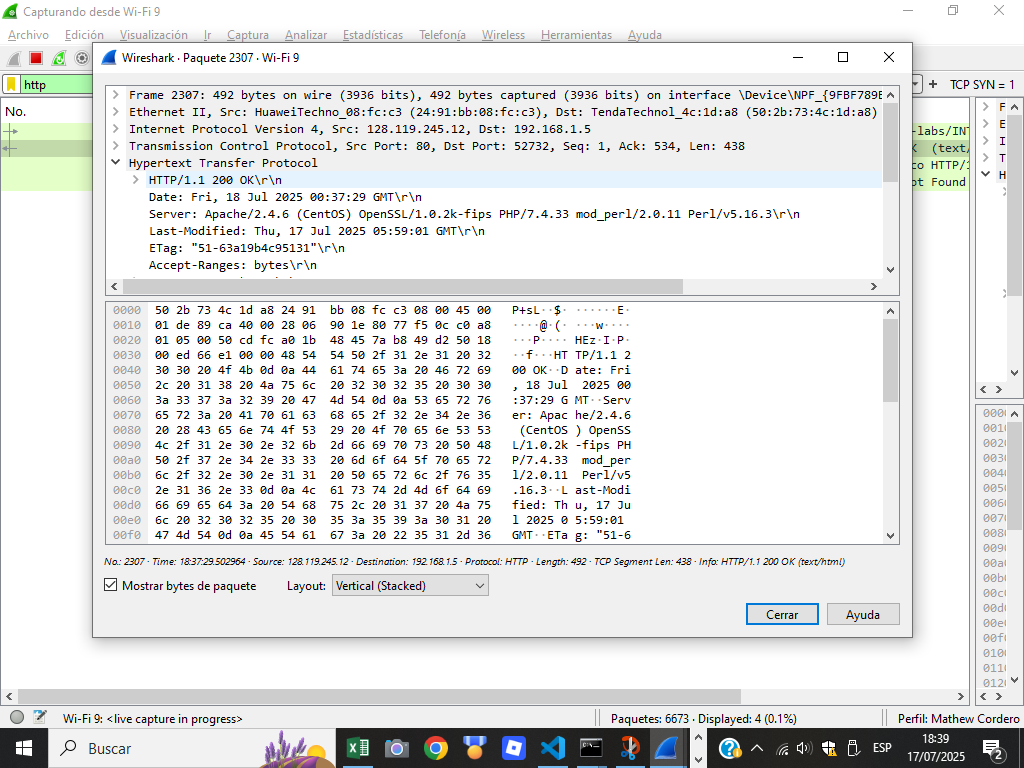 Capturando desde Wi-Fi 9
Archivo Edición Visualización Ir Captura Analizar Estadísticas Telefonía Wireless Herramientas Ayuda
http
TCP SYN = 1
No.
-labs/INT
K (text/
co HTTP/1
ot Found
Wireshark · Paquete 2307 · Wi-Fi 9
Frame 2307: 492 bytes on wire (3936 bits), 492 bytes captured (3936 bits) on interface \Device\NPF_{9FBF789E
Ethernet II, Src: HuaweiTechno_08:fc:c3 (24:91:bb:08:fc:c3), Dst: TendaTechnol_4c:1d:a8 (50:2b:73:4c:1d:a8)
Internet Protocol Version 4, Src: 128.119.245.12, Dst: 192.168.1.5
Transmission Control Protocol, Src Port: 80, Dst Port: 52732, Seq: 1, Ack: 534, Len: 438
Hypertext Transfer Protocol
HTTP/1.1 200 OK\r\n
Date: Fri, 18 Jul 2025 00:37:29 GMT\r\n
Server: Apache/2.4.6 (CentOS) OpenSSL/1.0.2k-fips PHP/7.4.33 mod_perl/2.0.11 Perl/v5.16.3\r\n
Last-Modified: Thu, 17 Jul 2025 05:59:01 GMT\r\n
ETag: "51-63a19b4c95131"\r\n
Accept-Ranges: bytes\r\n
0000 50 2b 73 4c 1d a8 24 91 bb 08 fc c3 08 00 45 00 P+sL··$· ······E·
0010 01 de 89 ca 40 00 28 06 90 1e 80 77 f5 0c c0 a8 ····@·(· ···w····
0020 01 05 00 50 cd fc a0 1b 48 45 7a b8 49 d2 50 18 ···P···· HEz·I·P·
0030 00 ed 66 e1 00 00 48 54 54 50 2f 31 2e 31 20 32 ··f···HT TP/1.1 2
0040 30 30 20 4f 4b 0d 0a 44 61 74 65 3a 20 46 72 69 00 OK··D ate: Fri
0050 2c 20 31 38 20 4a 75 6c 20 32 30 32 35 20 30 30 , 18 Jul 2025 00
0060 3a 33 37 3a 32 39 20 47 4d 54 0d 0a 53 65 72 76 :37:29 G MT··Serv
0070 65 72 3a 20 41 70 61 63 68 65 2f 32 2e 34 2e 36 er: Apac he/2.4.6
0080 20 28 43 65 6e 74 4f 53 29 20 4f 70 65 6e 53 53 (CentOS ) OpenSS
0090 4c 2f 31 2e 30 2e 32 6b 2d 66 69 70 73 20 50 48 L/1.0.2k -fips PH
00a0 50 2f 37 2e 34 2e 33 33 20 6d 6f 64 5f 70 65 72 P/7.4.33 mod_per
00b0 6c 2f 32 2e 30 2e 31 31 20 50 65 72 6c 2f 76 35 l/2.0.11 Perl/v5
00c0 2e 31 36 2e 33 0d 0a 4c 61 73 74 2d 4d 6f 64 69 .16.3··L ast-Modi
00d0 66 69 65 64 3a 20 54 68 75 2c 20 31 37 20 4a 75 fied: Th u, 17 Ju
00e0 6c 20 32 30 32 35 20 30 35 3a 35 39 3a 30 31 20 l 2025 0 5:59:01
00f0 47 4d 54 0d 0a 45 54 61 67 3a 20 22 35 31 2d 36 GMT··ETa g: "51-6
No.: 2307 · Time: 18:37:29.502964 · Source: 128.119.245.12 · Destination: 192.168.1.5 · Protocol: HTTP · Length: 492 · TCP Segment Len: 438 · Info: HTTP/1.1 200 OK (text/html)
Mostrar bytes de paquete Layout: Vertical (Stacked)
Cerrar Ayuda
Wi-Fi 9: <live capture in progress> Paquetes: 6673 · Displayed: 4 (0.1%) Perfil: Mathew Cordero
Buscar
ESP
18:39
17/07/2025
2